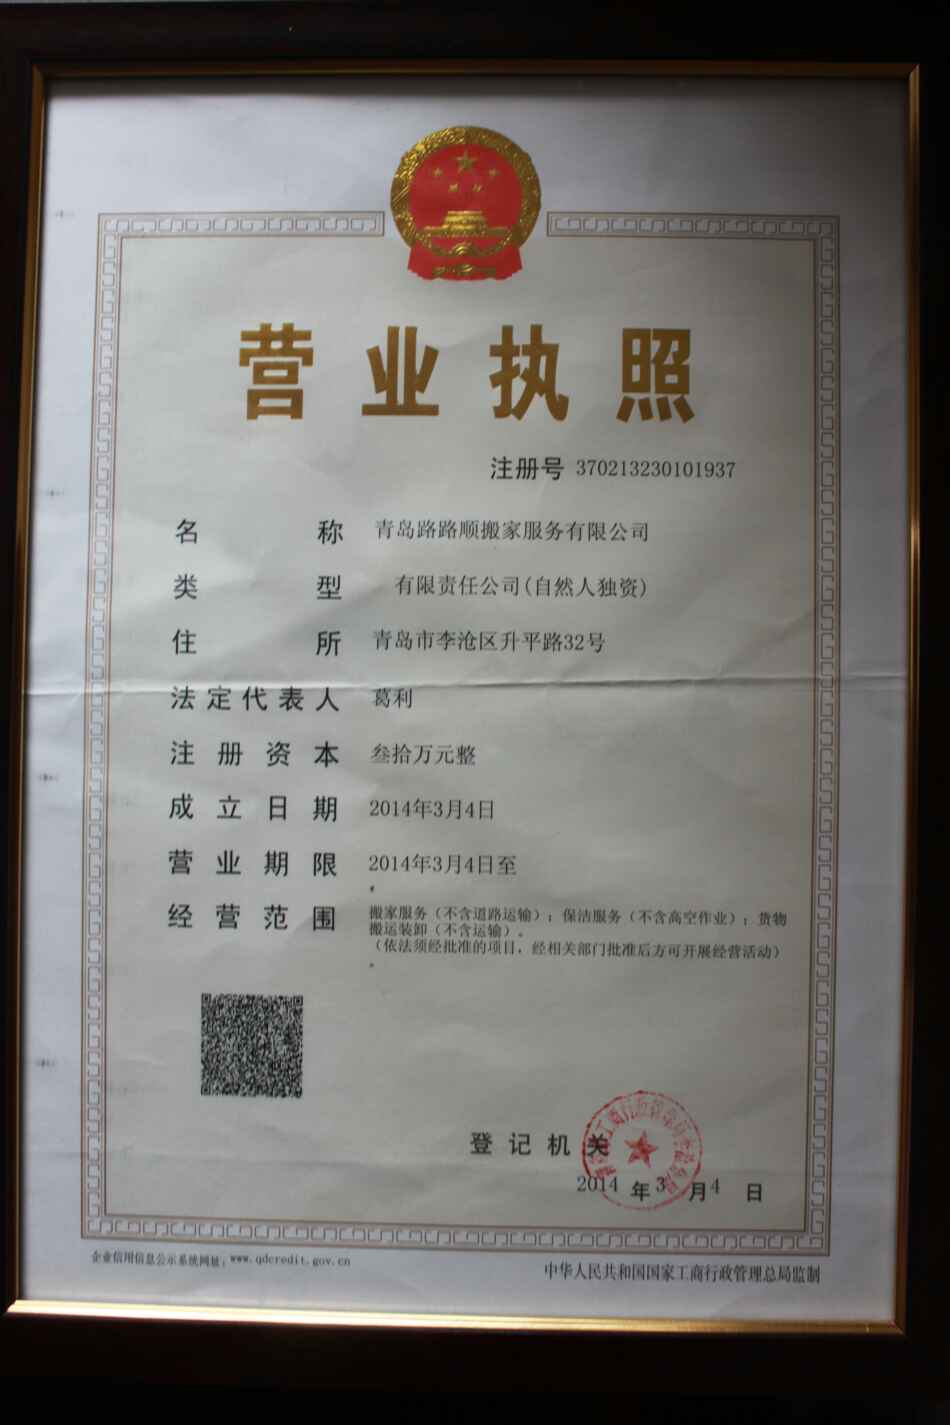 营业执照
注册号 370213230101937
名称 青岛路路顺搬家服务有限公司
类型 有限责任公司(自然人独资)
住所 青岛市李沧区升平路32号
法定代表人 葛利
注册资本 叁拾万元整
成立日期 2014年3月4日
营业期限 2014年3月4日至
经营范围 搬家服务（不含道路运输）；保洁服务（不含高空作业）；货物
搬运装卸（不含运输）。
（依法须经批准的项目，经相关部门批准后方可开展经营活动）
。
登记机关
2014 年 3 月 4 日
企业信用信息公示系统网址：www.qdcredit.gov.cn
中华人民共和国国家工商行政管理总局监制